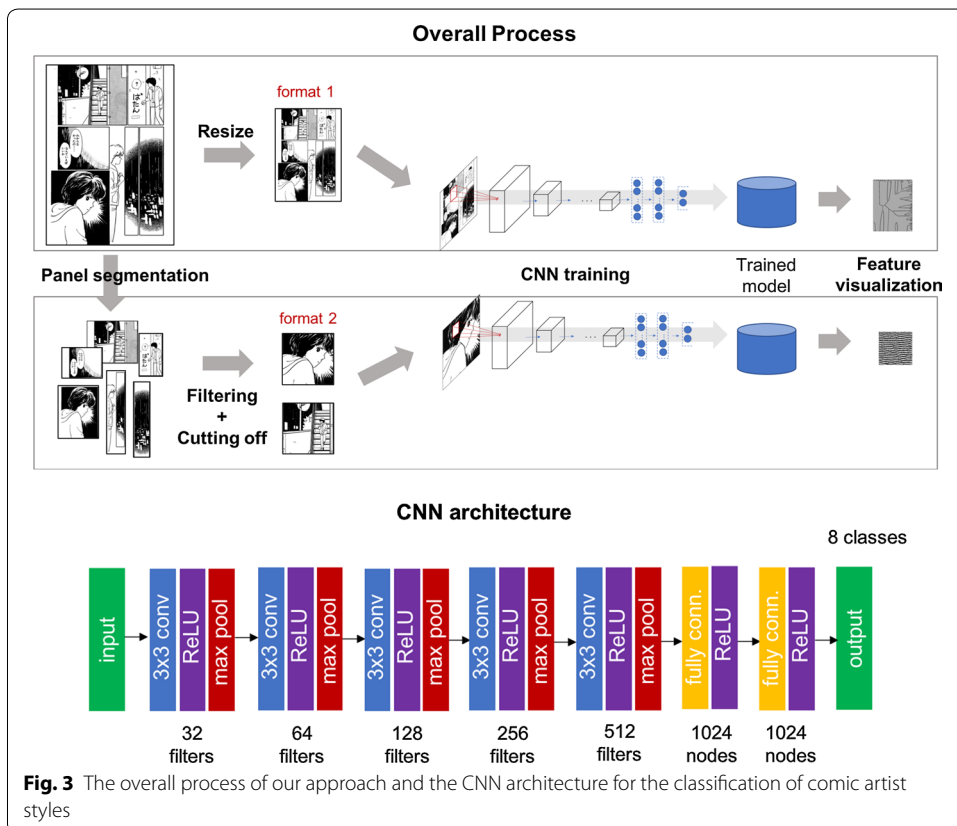 Overall Process
format 1
Resize
Panel segmentation
CNN training
Trained
model
Feature
visualization
format 2
Filtering
+
Cutting off
CNN architecture
8 classes
input
3x3 conv
ReLU
max pool
3x3 conv
ReLU
max pool
3x3 conv
ReLU
max pool
3x3 conv
ReLU
max pool
3x3 conv
ReLU
max pool
fully conn.
ReLU
fully conn.
ReLU
output
32
filters
64
filters
128
filters
256
filters
512
filters
1024
nodes
1024
nodes
Fig. 3 The overall process of our approach and the CNN architecture for the classification of comic artist
styles